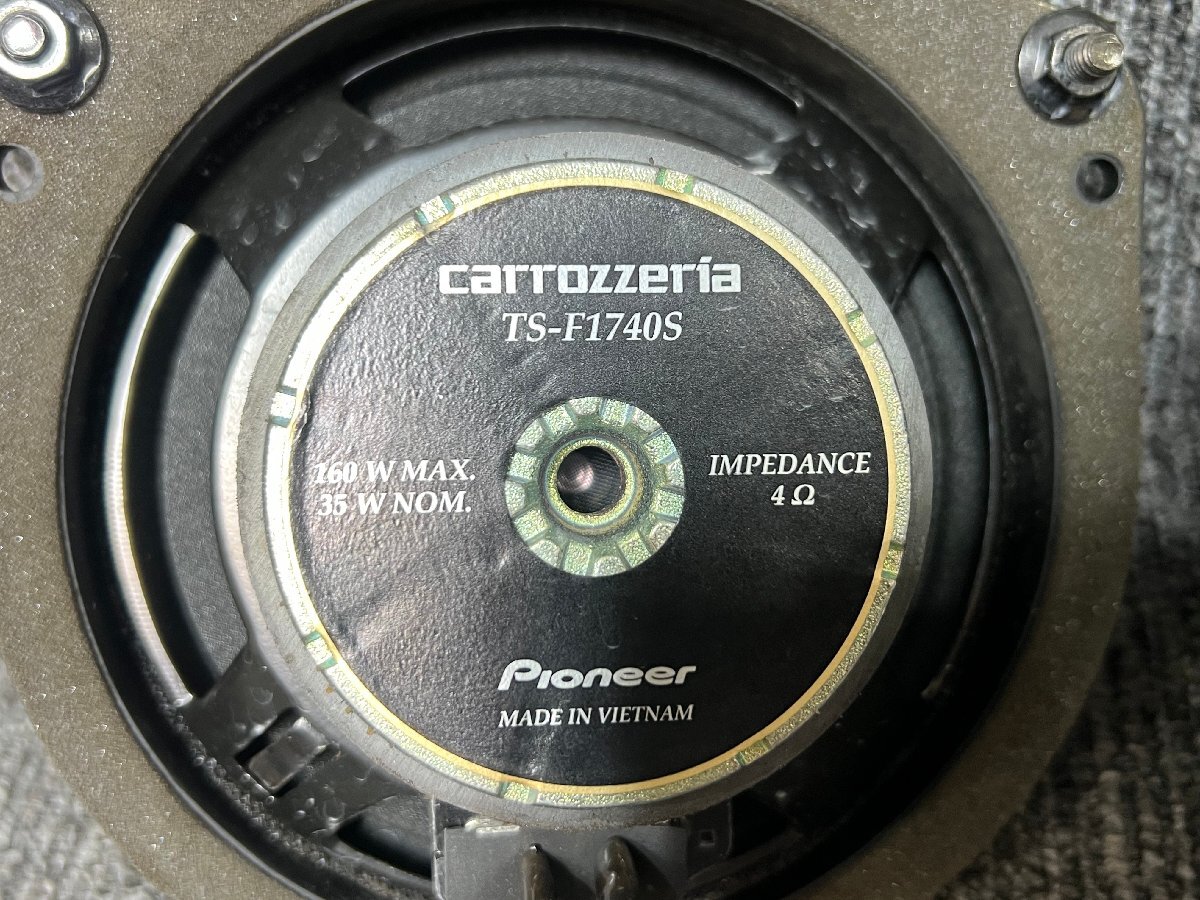 carrozzeria
TS-F1740S
160 W MAX.
35 W NOM.
IMPEDANCE
4 Ω
Pioneer
MADE IN VIETNAM